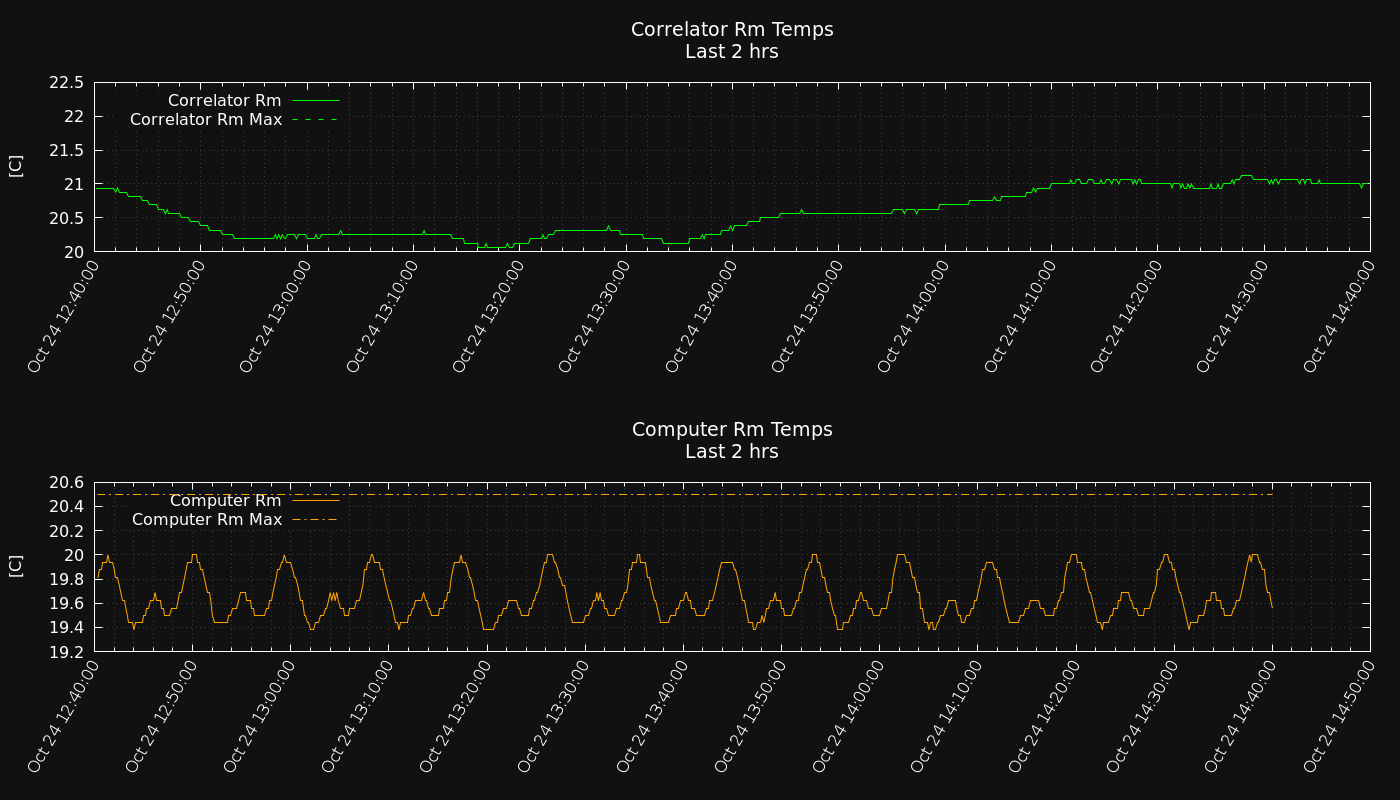 Correlator Rm Temps
Last 2 hrs
22.5
22
21.5
21
20.5
20
[C]
Correlator Rm
Correlator Rm Max
Oct 24 12:40:00
Oct 24 12:50:00
Oct 24 13:00:00
Oct 24 13:10:00
Oct 24 13:20:00
Oct 24 13:30:00
Oct 24 13:40:00
Oct 24 13:50:00
Oct 24 14:00:00
Oct 24 14:10:00
Oct 24 14:20:00
Oct 24 14:30:00
Oct 24 14:40:00
Computer Rm Temps
Last 2 hrs
20.6
20.4
20.2
20
19.8
19.6
19.4
19.2
[C]
Computer Rm
Computer Rm Max
Oct 24 12:40:00
Oct 24 12:50:00
Oct 24 13:00:00
Oct 24 13:10:00
Oct 24 13:20:00
Oct 24 13:30:00
Oct 24 13:40:00
Oct 24 13:50:00
Oct 24 14:00:00
Oct 24 14:10:00
Oct 24 14:20:00
Oct 24 14:30:00
Oct 24 14:40:00
Oct 24 14:50:00